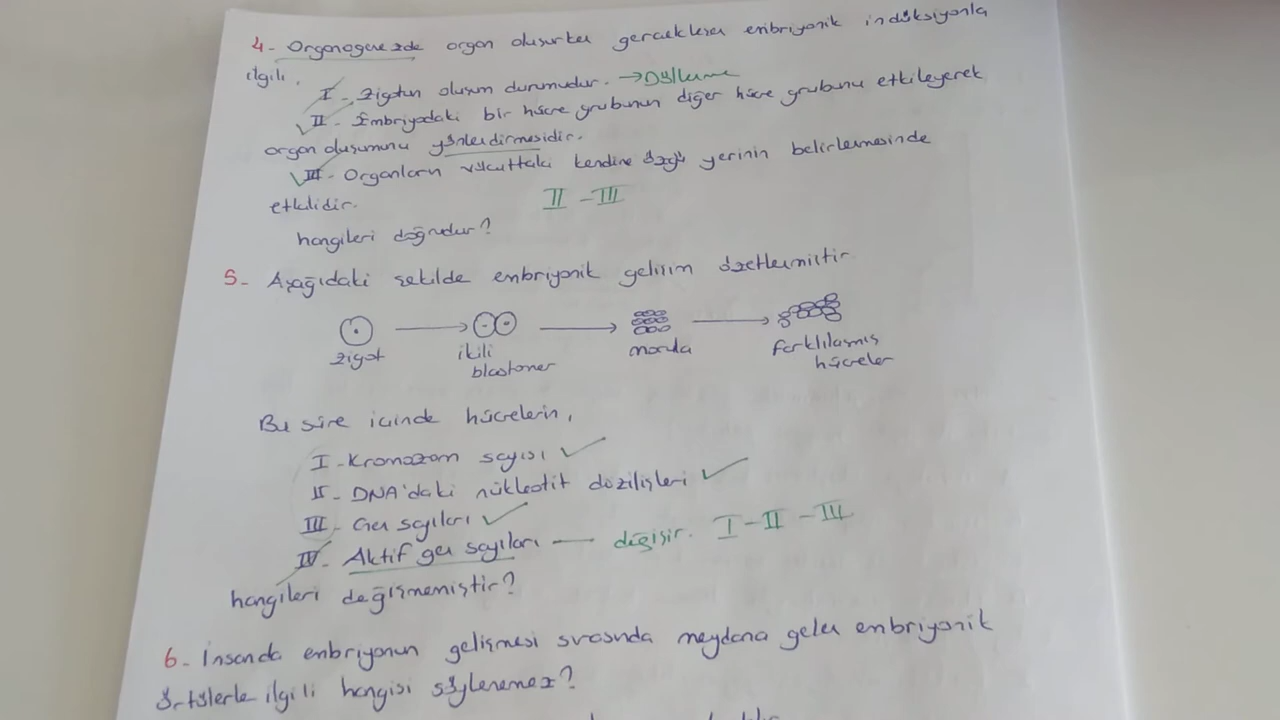 4- Organogenezde organ oluşurken gerçekleşen embriyonik indüksiyonla
ilgili,
I - Zigotun oluşum durumudur. → Döllenme
II - Embriyodaki bir hücre grubunun diğer hücre grubunu etkileyerek
organ oluşumunu yönlendirmesidir.
III - Organların vücuttaki kendine özgü yerinin belirlenmesinde
etkilidir.
II - III
hangileri doğrudur?
5- Aşağıdaki şekilde embriyonik gelişim özetlenmiştir
zigot
ikili
blastomer
morula
farklılaşmış
hücreler
Bu süre içinde hücrelerin,
I - Kromozom sayısı ✓
II - DNA'daki nükleotit dizilişleri ✓
III - Gen sayıları ✓
IV - Aktif gen sayıları — değişir. I - II - III
hangileri değişmemiştir?
6- İnsanda embriyonun gelişmesi sırasında meydana gelen embriyonik
örtülerle ilgili hangisi söylenemez?